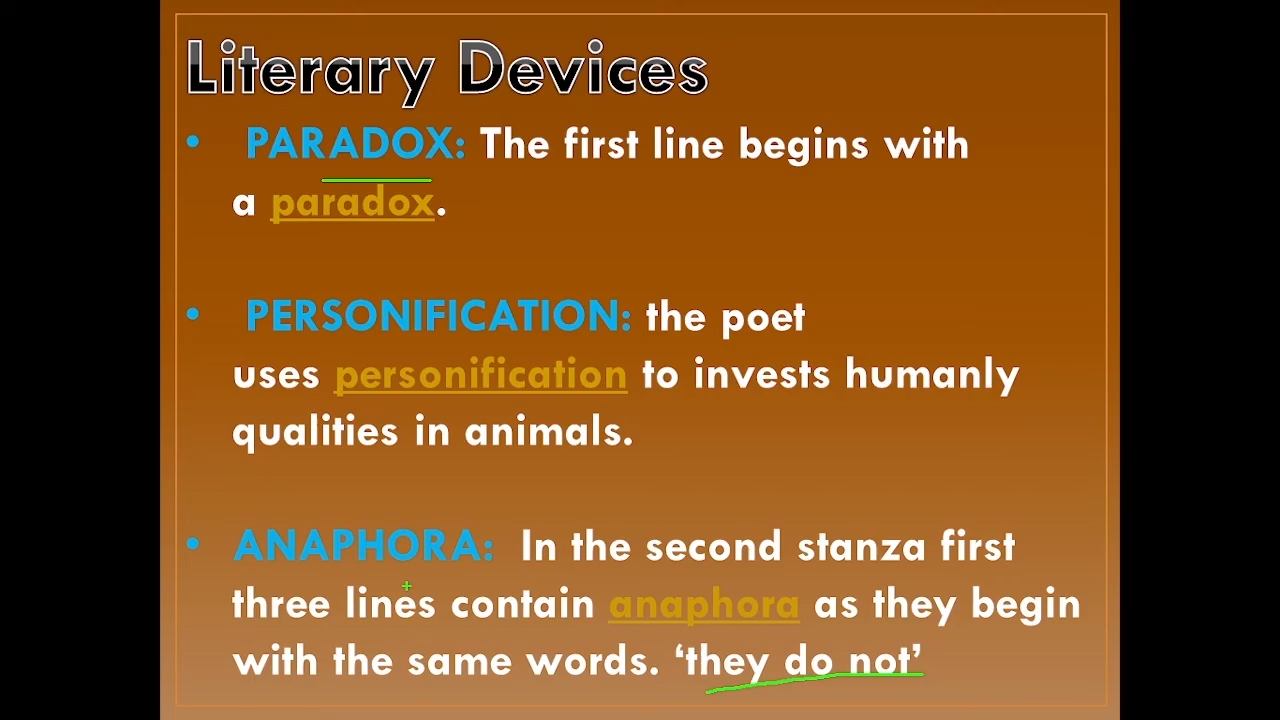 Literary Devices
• PARADOX: The first line begins with
a paradox.
• PERSONIFICATION: the poet
uses personification to invests humanly
qualities in animals.
• ANAPHORA: In the second stanza first
three lines contain anaphora as they begin
with the same words. ‘they do not’